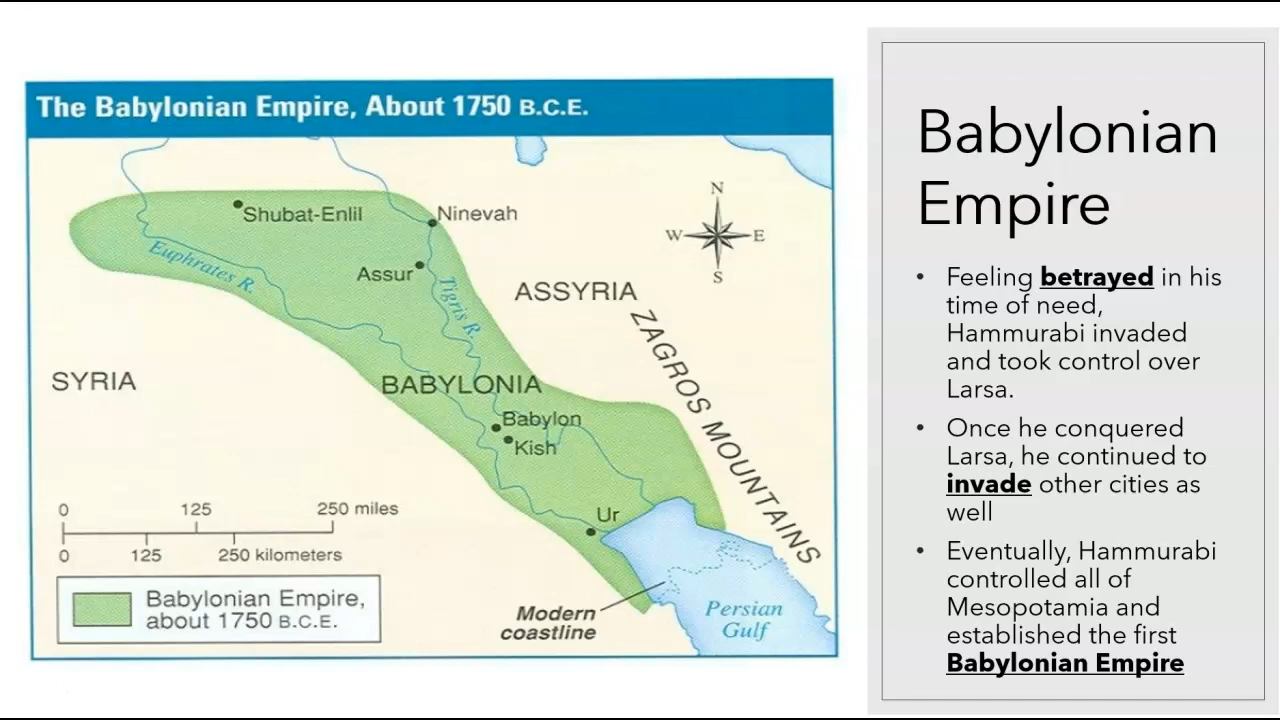 The Babylonian Empire, About 1750 B.C.E.
N
W
E
S
Shubat-Enlil
Ninevah
Euphrates R.
Assur
Tigris R.
ASSYRIA
ZAGROS MOUNTAINS
SYRIA
BABYLONIA
Babylon
Kish
Ur
0 125 250 miles
0 125 250 kilometers
Babylonian Empire,
about 1750 B.C.E.
Modern
coastline
Persian
Gulf
Babylonian
Empire
• Feeling betrayed in his
time of need,
Hammurabi invaded
and took control over
Larsa.
• Once he conquered
Larsa, he continued to
invade other cities as
well
• Eventually, Hammurabi
controlled all of
Mesopotamia and
established the first
Babylonian Empire